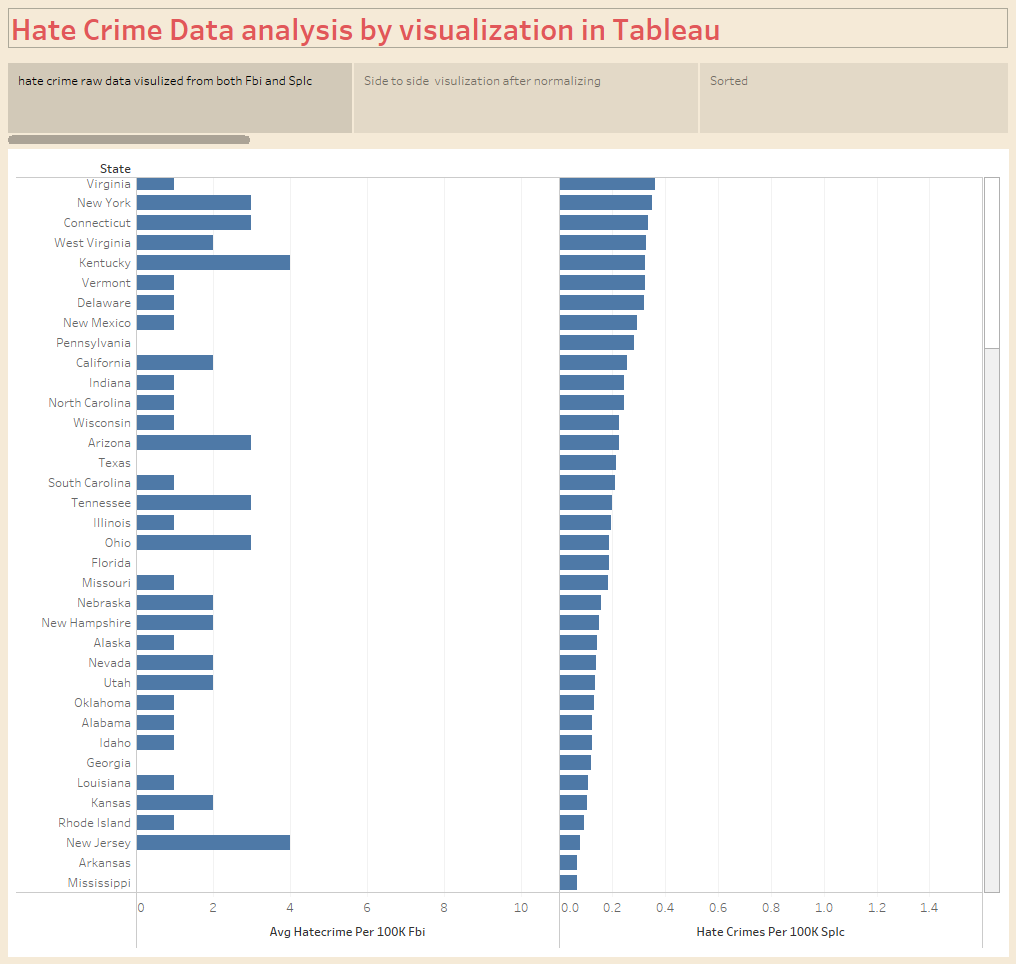 Hate Crime Data analysis by visualization in Tableau
hate crime raw data visulized from both Fbi and Splc
Side to side visulization after normalizing
Sorted
State
Virginia
New York
Connecticut
West Virginia
Kentucky
Vermont
Delaware
New Mexico
Pennsylvania
California
Indiana
North Carolina
Wisconsin
Arizona
Texas
South Carolina
Tennessee
Illinois
Ohio
Florida
Missouri
Nebraska
New Hampshire
Alaska
Nevada
Utah
Oklahoma
Alabama
Idaho
Georgia
Louisiana
Kansas
Rhode Island
New Jersey
Arkansas
Mississippi
0 2 4 6 8 10 0.0 0.2 0.4 0.6 0.8 1.0 1.2 1.4
Avg Hatecrime Per 100K Fbi
Hate Crimes Per 100K Splc